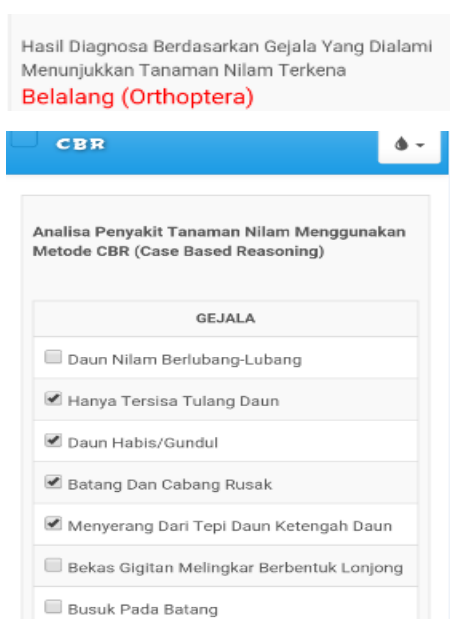 Hasil Diagnosa Berdasarkan Gejala Yang Dialami
Menunjukkan Tanaman Nilam Terkena
Belalang (Orthoptera)
CBR
Analisa Penyakit Tanaman Nilam Menggunakan
Metode CBR (Case Based Reasoning)
GEJALA
Daun Nilam Berlubang-Lubang
Hanya Tersisa Tulang Daun
Daun Habis/Gundul
Batang Dan Cabang Rusak
Menyerang Dari Tepi Daun Ketengah Daun
Bekas Gigitan Melingkar Berbentuk Lonjong
Busuk Pada Batang